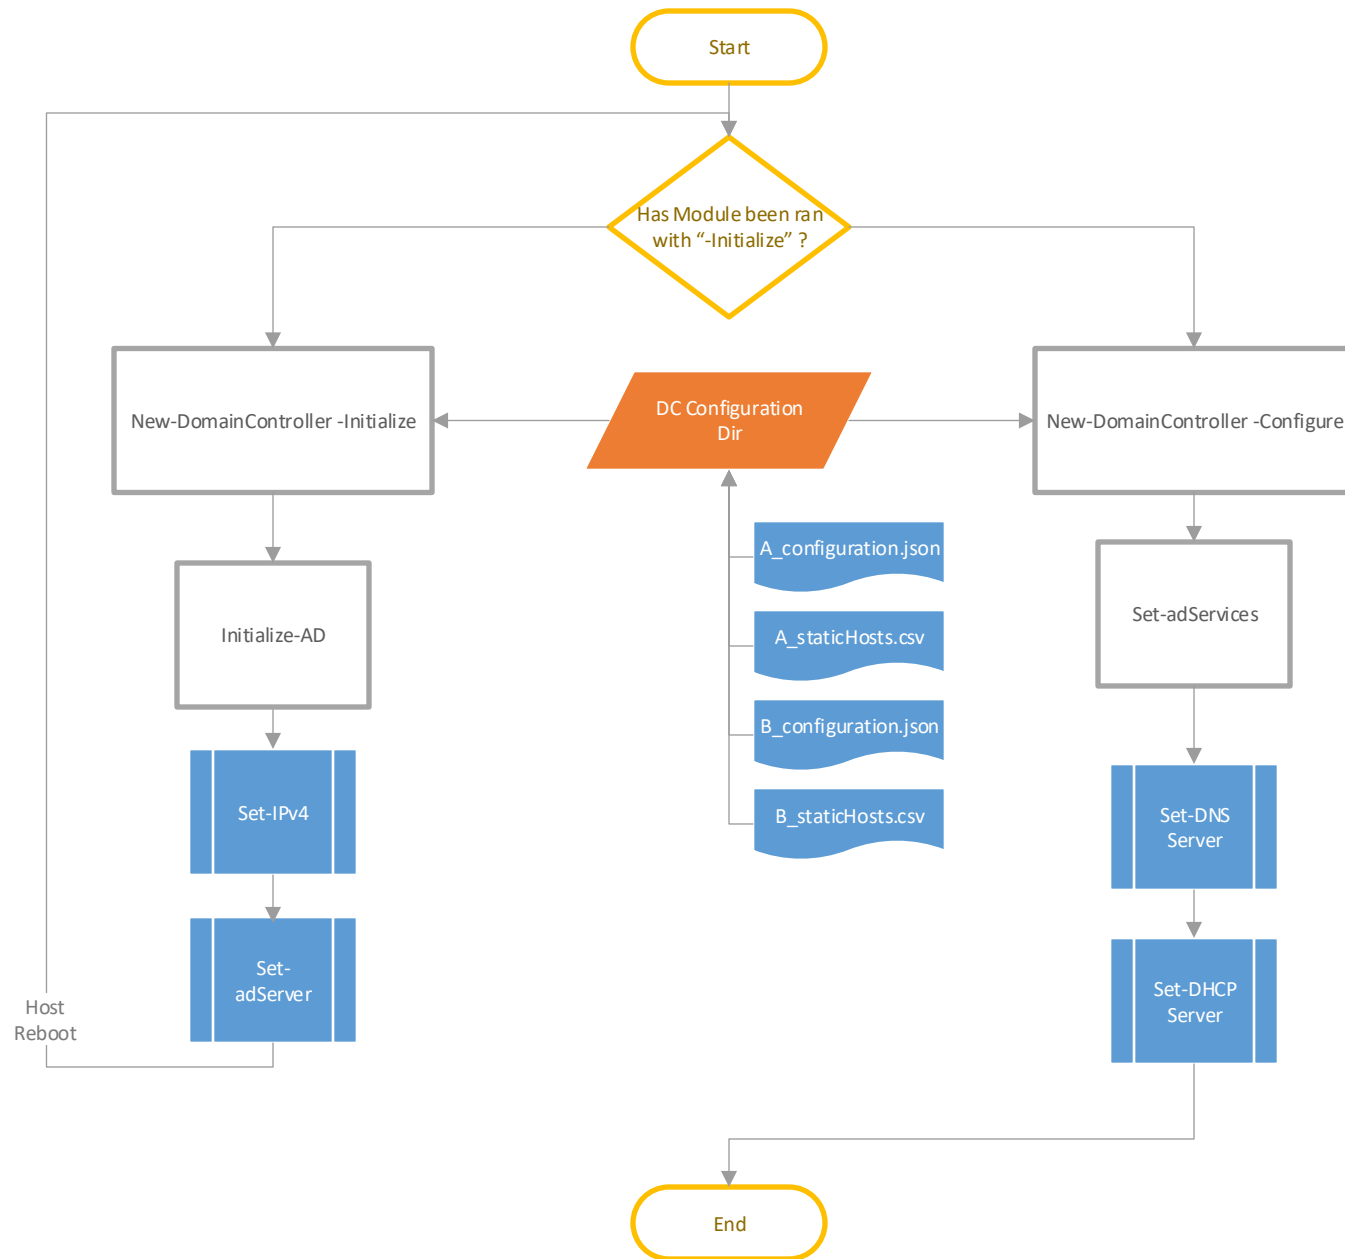 Start
Has Module been ran
with “-Initialize” ?
New-DomainController -Initialize
DC Configuration
Dir
New-DomainController -Configure
A_configuration.json
A_staticHosts.csv
B_configuration.json
B_staticHosts.csv
Initialize-AD
Set-adServices
Set-IPv4
Set-DNS
Server
Set-
adServer
Set-DHCP
Server
Host
Reboot
End